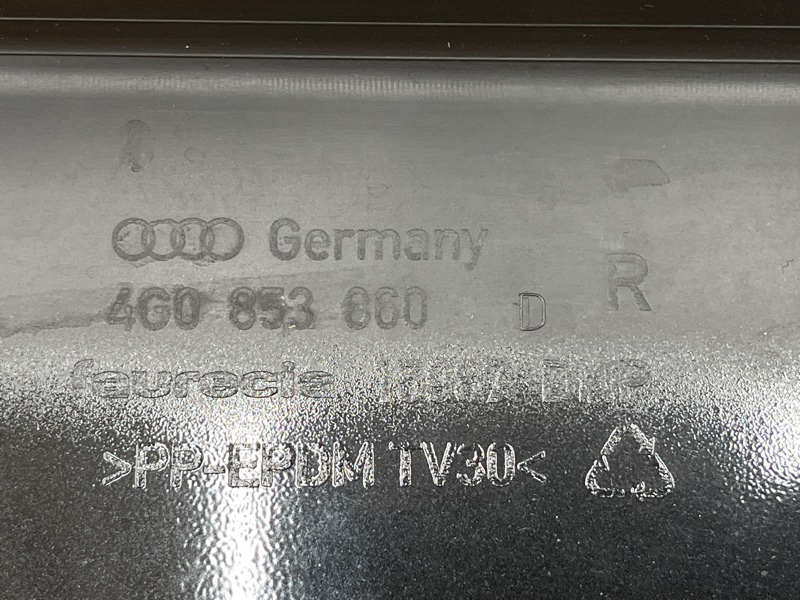 Germany
4G0 853 860 D
R
faurecia
>PP-EPDM TV30<